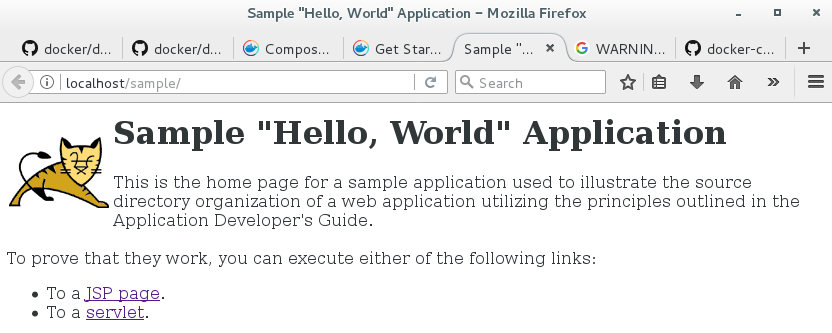 Sample "Hello, World" Application - Mozilla Firefox
docker/d... docker/d... Compos... Get Star... Sample "... WARNIN... docker-c...
localhost/sample/ Search
Sample "Hello, World" Application
This is the home page for a sample application used to illustrate the source
directory organization of a web application utilizing the principles outlined in the
Application Developer's Guide.
To prove that they work, you can execute either of the following links:
• To a JSP page.
• To a servlet.